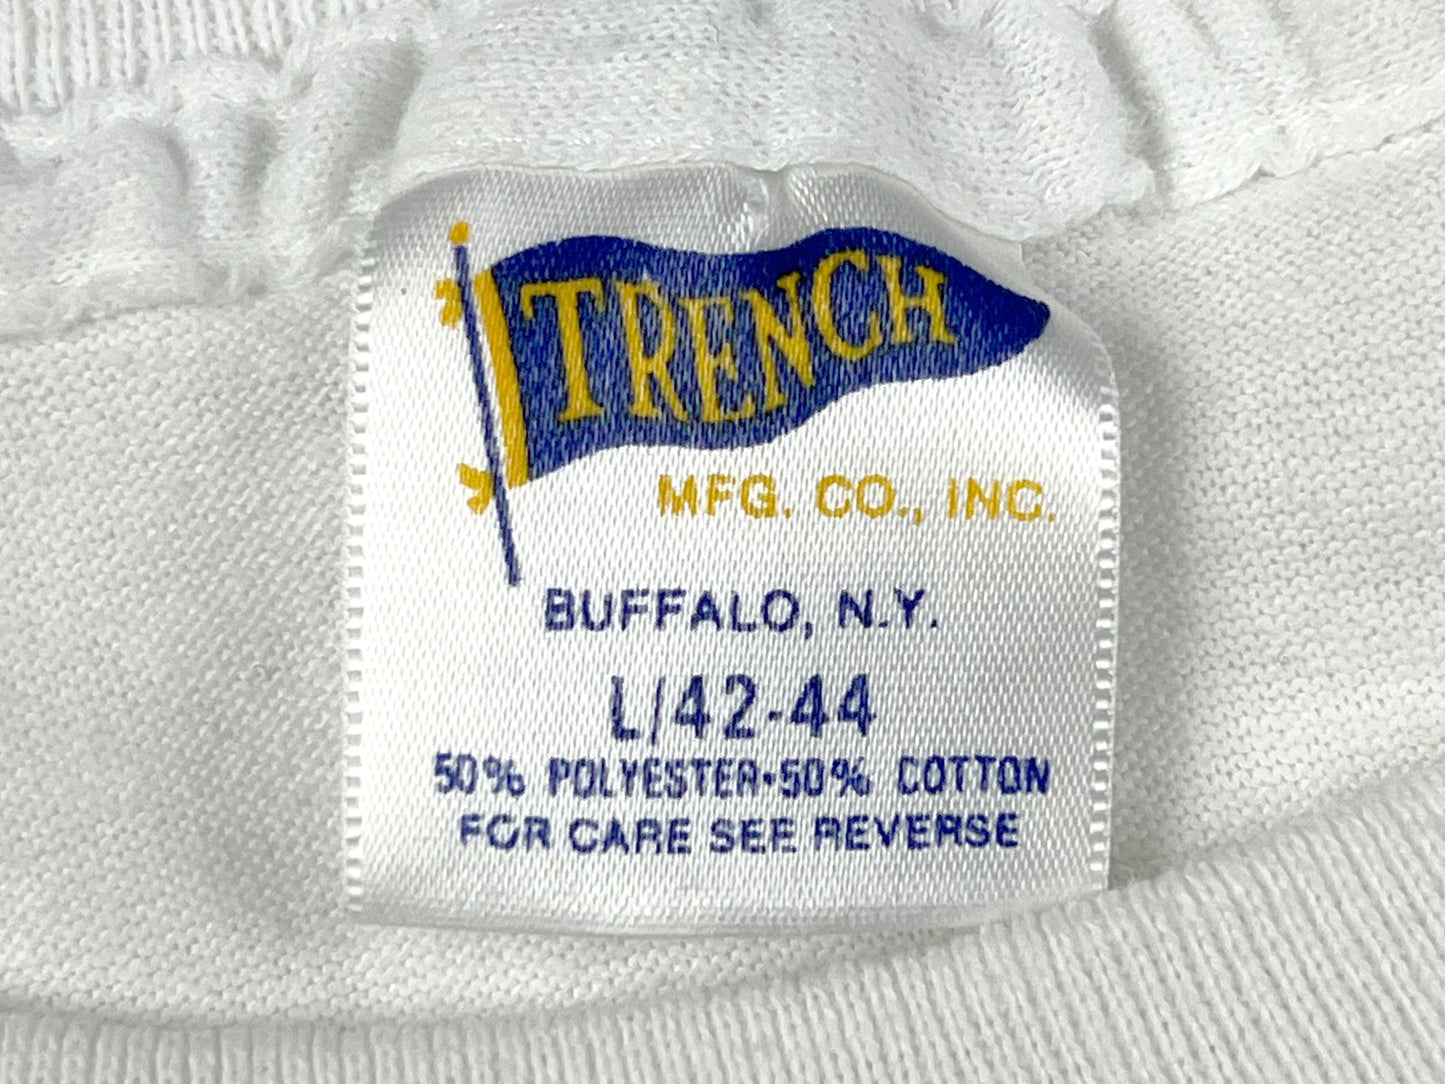 TRENCH
MFG. CO., INC.
BUFFALO, N.Y.
L/42-44
50% POLYESTER•50% COTTON
FOR CARE SEE REVERSE